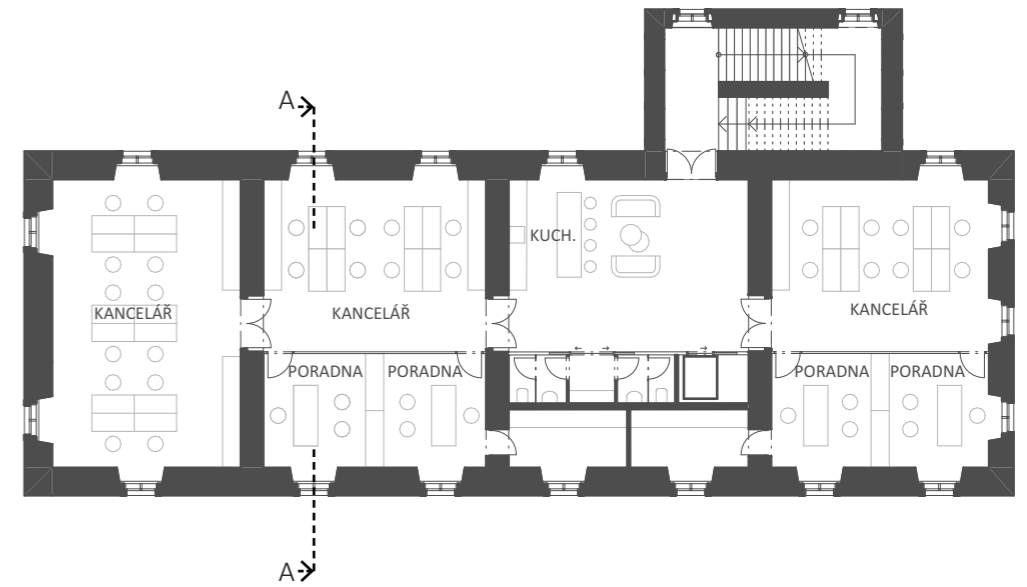 A
KUCH.
KANCELÁŘ
KANCELÁŘ
KANCELÁŘ
PORADNA
PORADNA
PORADNA
PORADNA
A